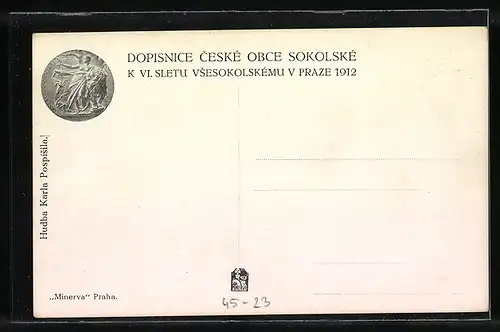 DOPISNICE ČESKÉ OBCE SOKOLSKÉ
K VI. SLETU VŠESOKOLSKÉMU V PRAZE 1912
Hudba Karla Pospíšila.]
„Minerva“ Praha.
45-23